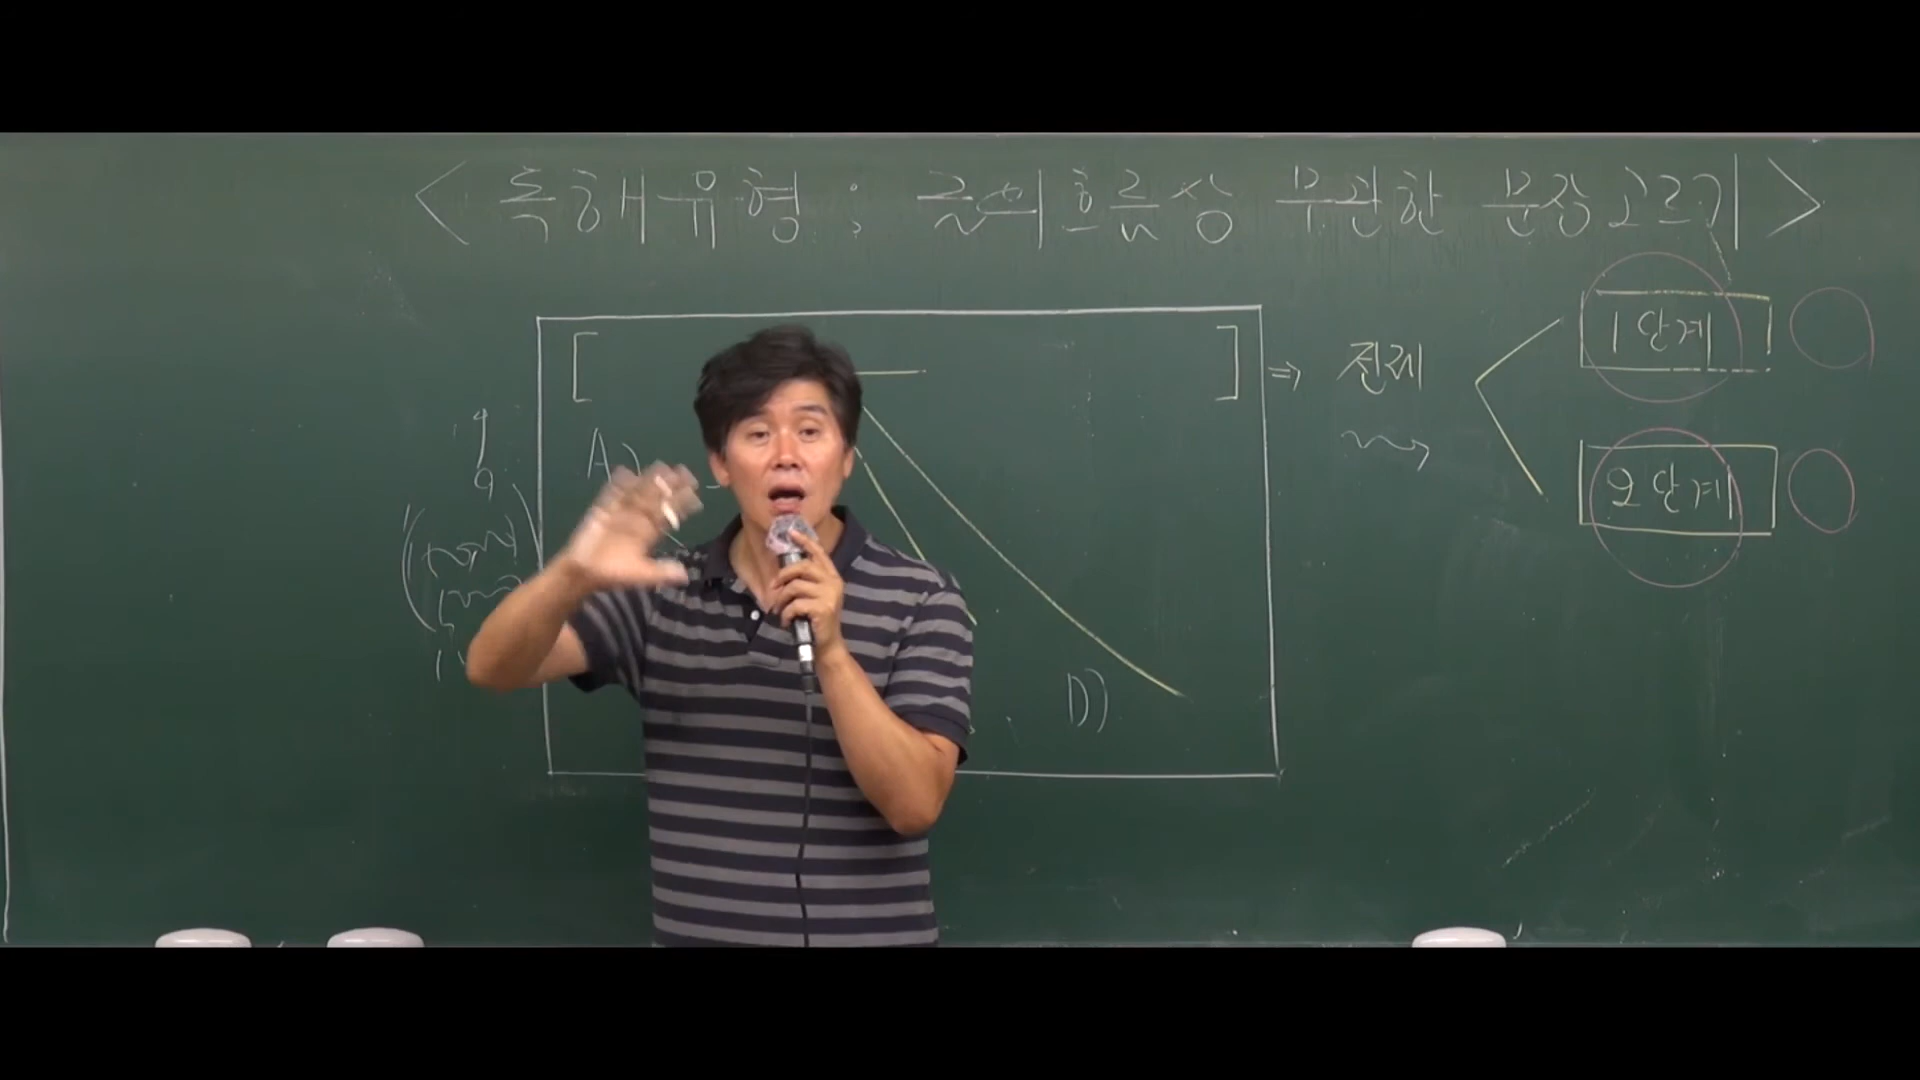 < 독해유형 : 글의 흐름상 무관한 문장 고르기 >
[ ] ⇒ 전제
1단계
A)
2단계
D)